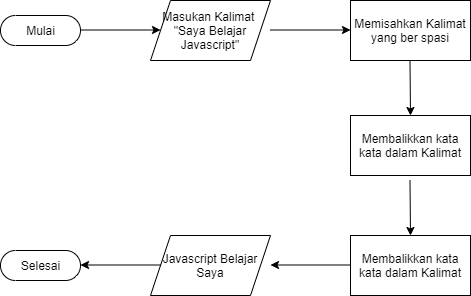 Mulai
Masukan Kalimat
"Saya Belajar
Javascript"
Memisahkan Kalimat
yang ber spasi
Membalikkan kata
kata dalam Kalimat
Membalikkan kata
kata dalam Kalimat
Javascript Belajar
Saya
Selesai